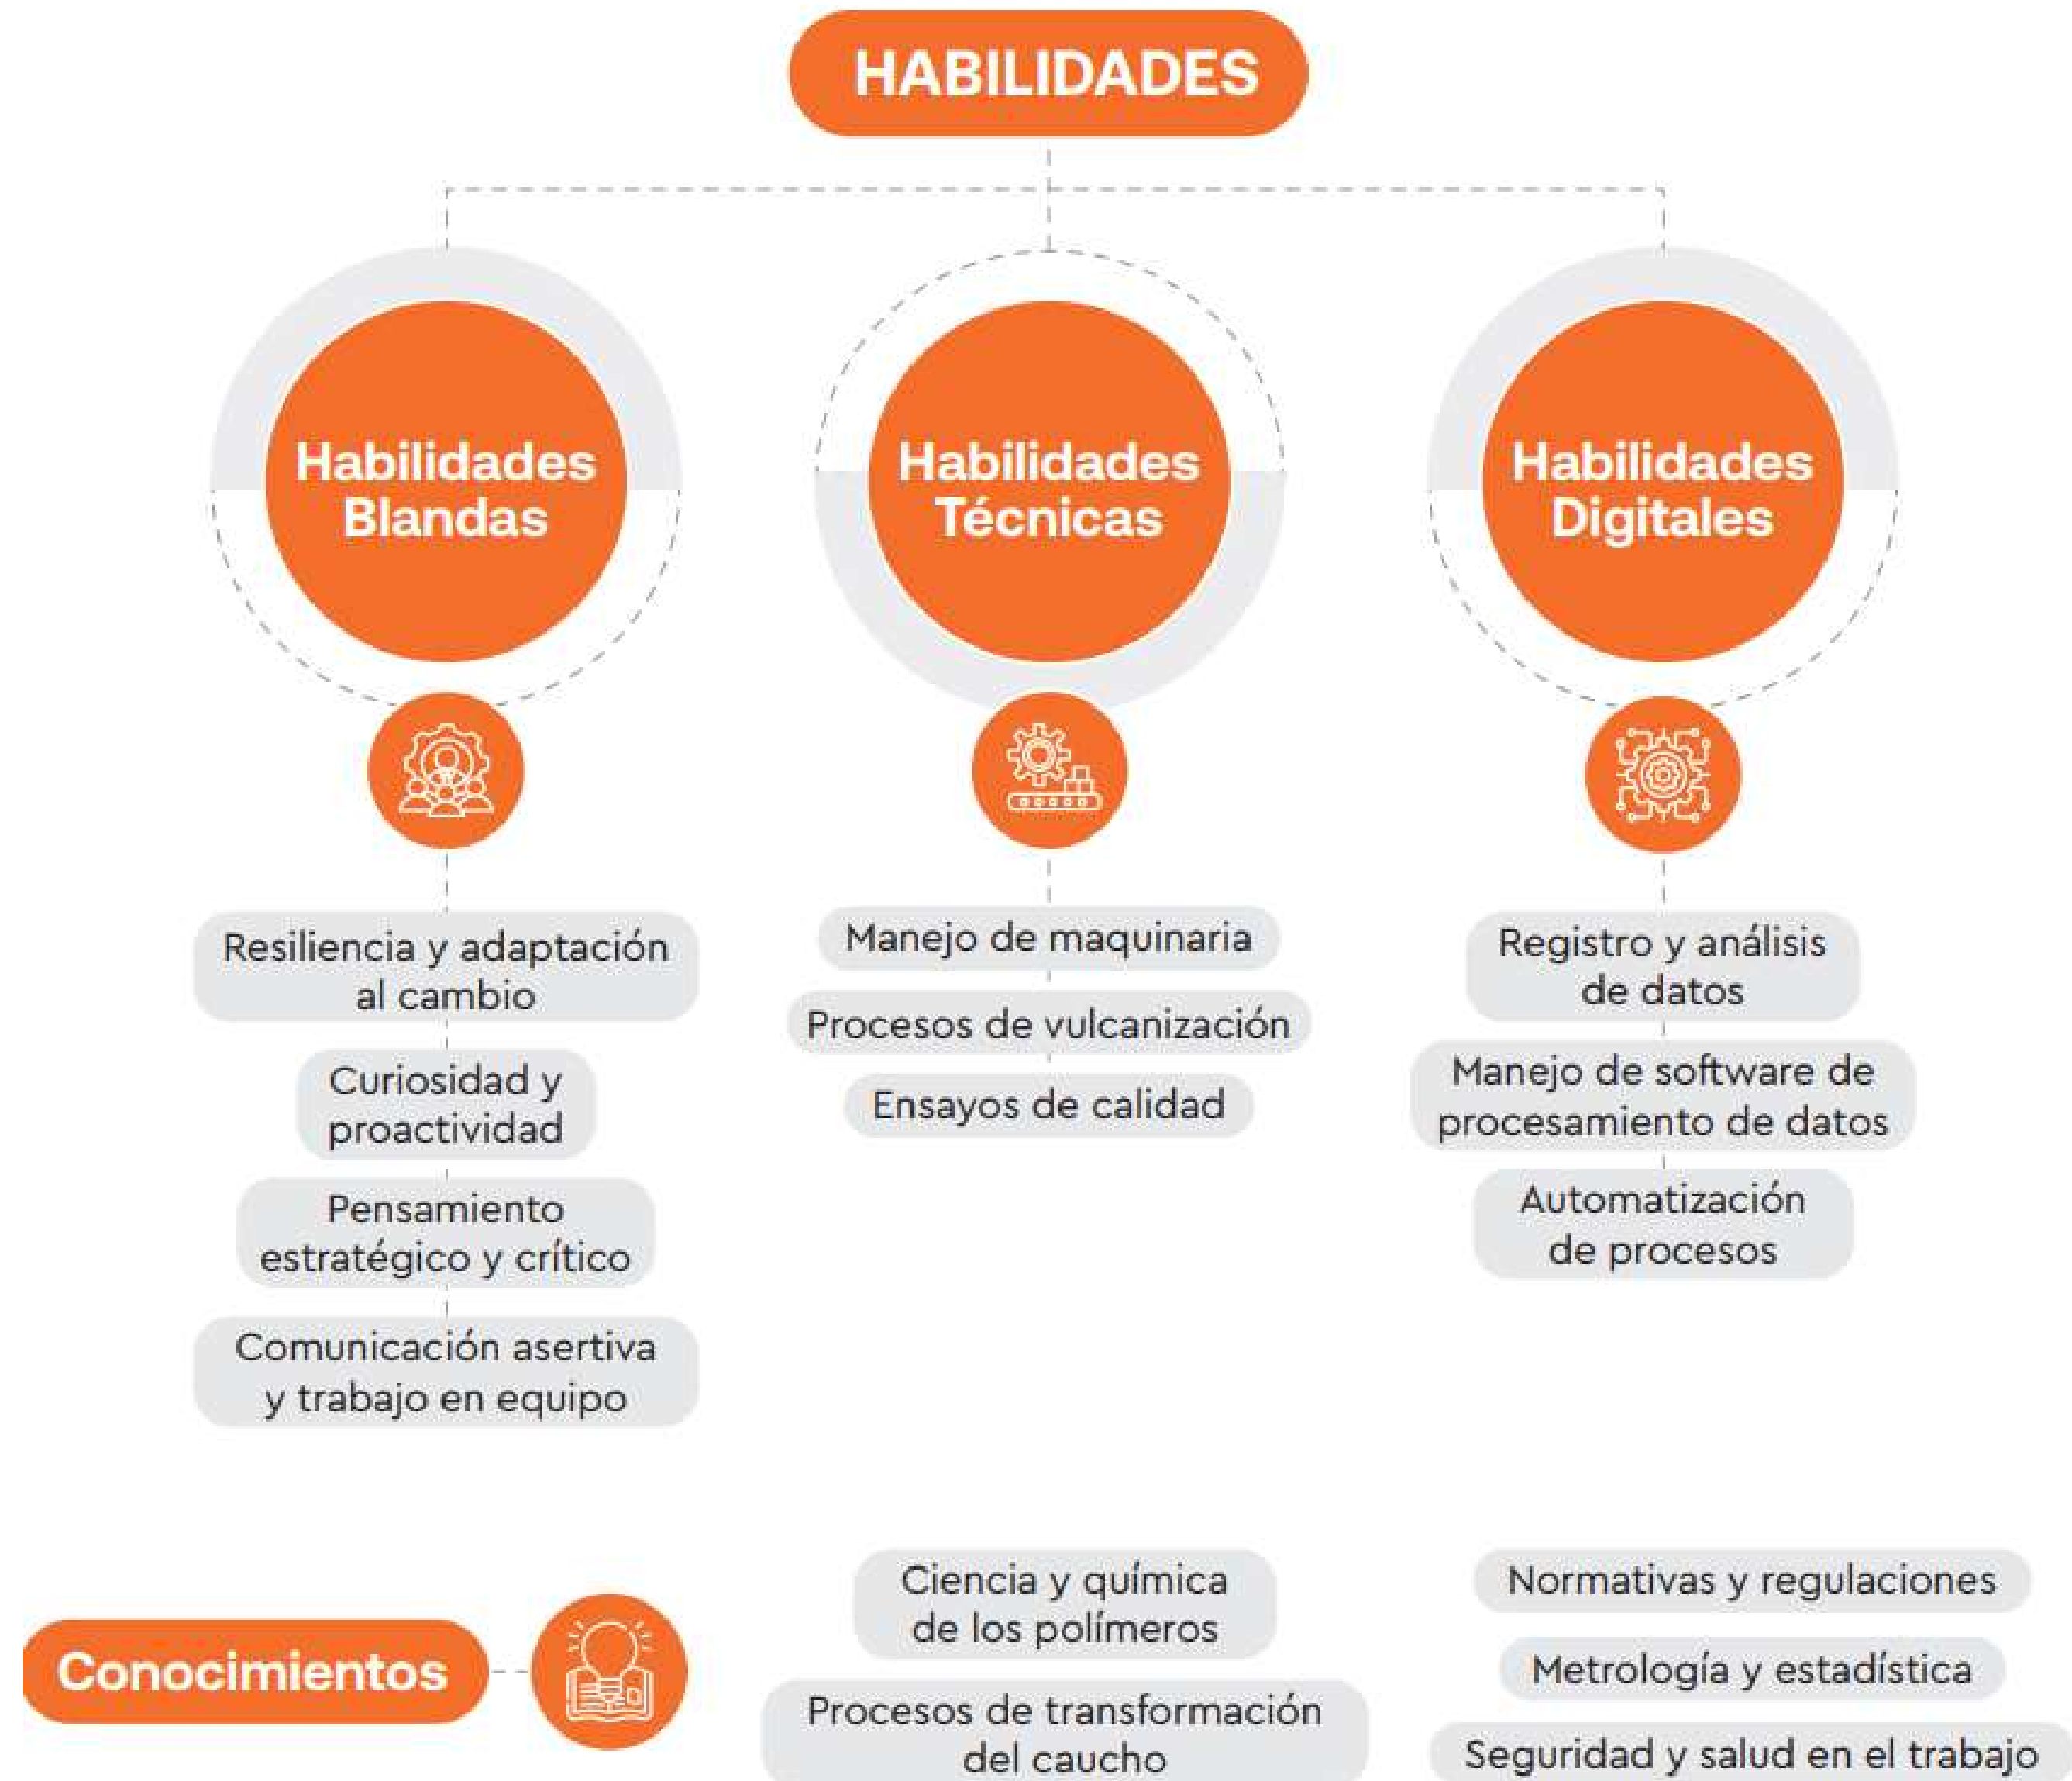 HABILIDADES
Habilidades
Blandas
Resiliencia y adaptación
al cambio
Curiosidad y
proactividad
Pensamiento
estratégico y crítico
Comunicación asertiva
y trabajo en equipo
Habilidades
Técnicas
Manejo de maquinaria
Procesos de vulcanización
Ensayos de calidad
Habilidades
Digitales
Registro y análisis
de datos
Manejo de software de
procesamiento de datos
Automatización
de procesos
Conocimientos
Ciencia y química
de los polímeros
Procesos de transformación
del caucho
Normativas y regulaciones
Metrología y estadística
Seguridad y salud en el trabajo